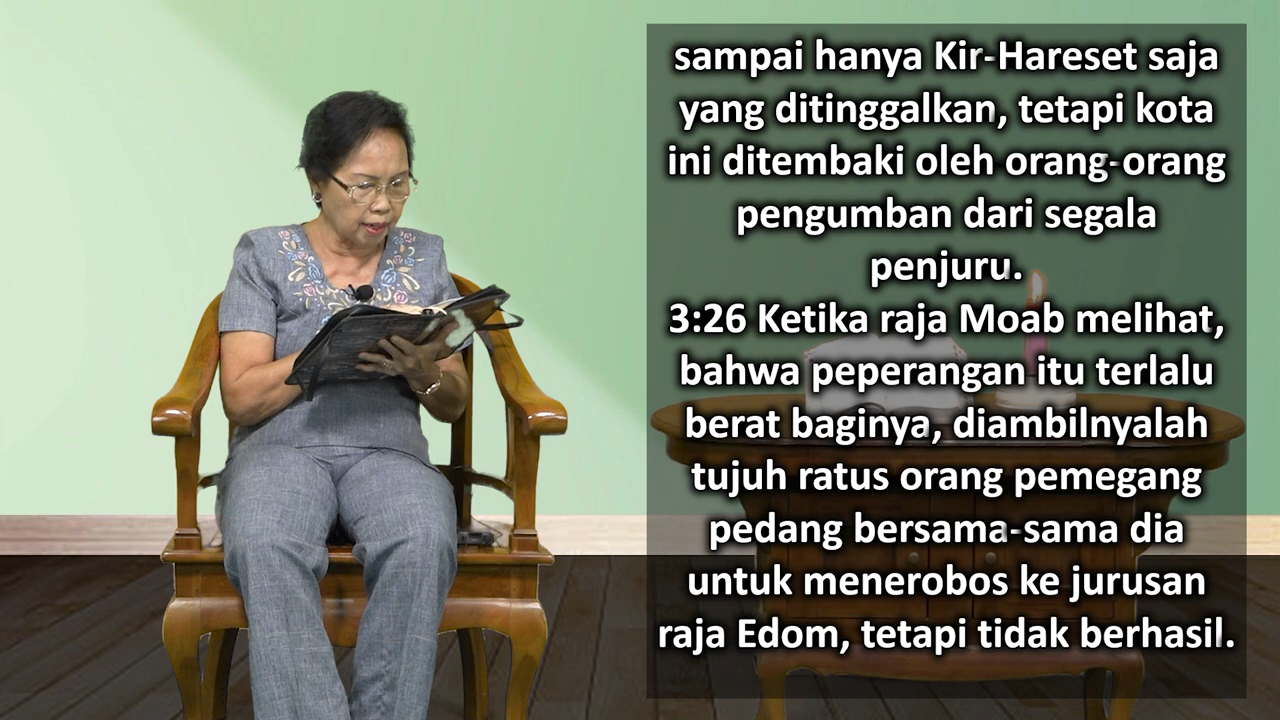 sampai hanya Kir-Hareset saja
yang ditinggalkan, tetapi kota
ini ditembaki oleh orang-orang
pengumban dari segala
penjuru.
3:26 Ketika raja Moab melihat,
bahwa peperangan itu terlalu
berat baginya, diambilnyalah
tujuh ratus orang pemegang
pedang bersama-sama dia
untuk menerobos ke jurusan
raja Edom, tetapi tidak berhasil.